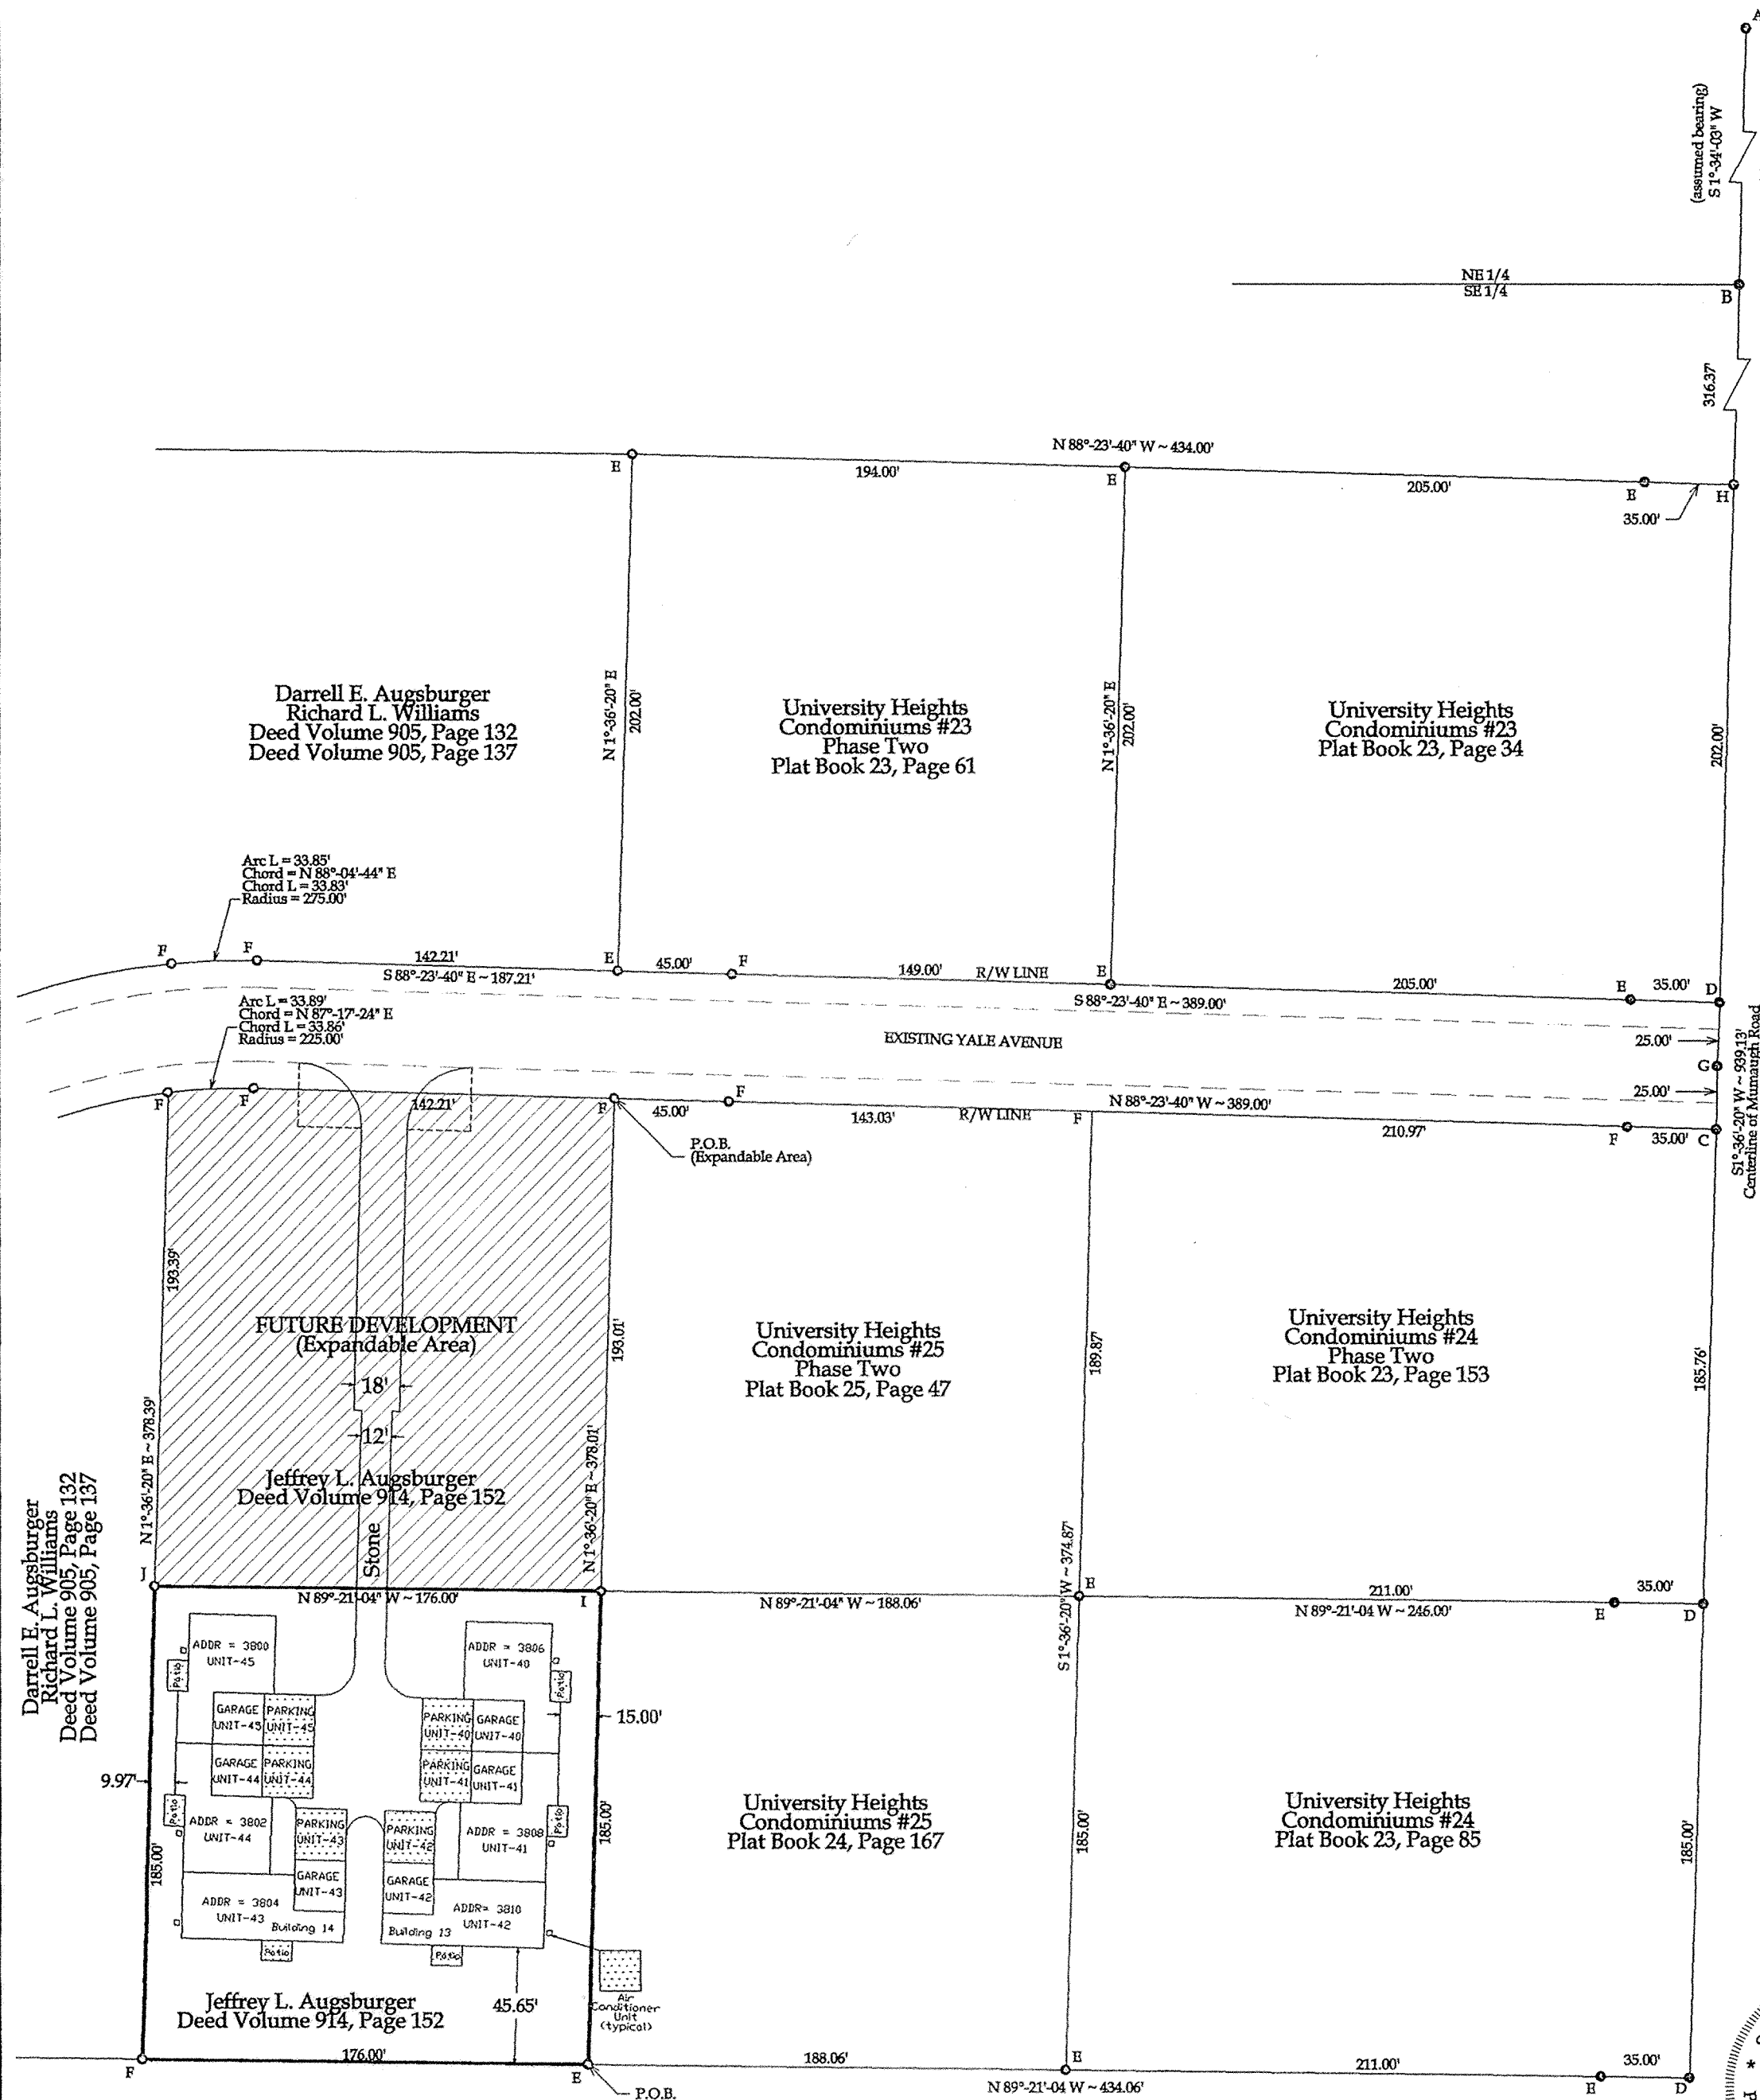 A
(assumed bearing)
S 1°-34'-03" W
NE 1/4
SE 1/4
B
316.37'
N 88°-23'-40" W ~ 434.00'
E
194.00'
E
205.00'
E
H
35.00'
Darrell E. Augsburger
Richard L. Williams
Deed Volume 905, Page 132
Deed Volume 905, Page 137
N 1°-36'-20" E
202.00'
University Heights
Condominiums #23
Phase Two
Plat Book 23, Page 61
N 1°-36'-20" E
202.00'
University Heights
Condominiums #23
Plat Book 23, Page 34
202.00'
Arc L = 33.85'
Chord = N 88°-04'-44" E
Chord L = 33.83'
Radius = 275.00'
F
F
142.21'
S 88°-23'-40" E ~ 187.21'
E
45.00'
F
149.00'
R/W LINE
E
S 88°-23'-40" E ~ 389.00'
205.00'
E
35.00'
D
Arc L = 33.89'
Chord = N 87°-17'-24" E
Chord L = 33.86'
Radius = 225.00'
EXISTING YALE AVENUE
25.00'
G
25.00'
S1°-36'-20" W ~ 939.13'
Centerline of Mumaugh Road
F
F
142.21'
F
45.00'
F
143.03'
R/W LINE
F
N 88°-23'-40" W ~ 389.00'
210.97'
F
35.00'
C
P.O.B.
(Expandable Area)
193.39'
FUTURE DEVELOPMENT
(Expandable Area)
193.01'
18'
12'
N 1°-36'-20" E ~ 378.39'
N 1°-36'-20" E ~ 378.01'
Jeffrey L. Augsburger
Deed Volume 914, Page 152
Stone
University Heights
Condominiums #25
Phase Two
Plat Book 25, Page 47
189.87'
University Heights
Condominiums #24
Phase Two
Plat Book 23, Page 153
185.76'
Darrell E. Augsburger
Richard L. Williams
Deed Volume 905, Page 132
Deed Volume 905, Page 137
J
N 89°-21'-04" W ~ 176.00'
I
N 89°-21'-04" W ~ 188.06'
S 1°-36'-20" W ~ 374.87'
E
211.00'
N 89°-21'-04 W ~ 246.00'
E
35.00'
D
ADDR = 3800
UNIT-45
ADDR = 3806
UNIT-40
Patio
Patio
GARAGE
UNIT-45
PARKING
UNIT-45
PARKING
UNIT-40
GARAGE
UNIT-40
15.00'
GARAGE
UNIT-44
PARKING
UNIT-44
PARKING
UNIT-41
GARAGE
UNIT-41
9.97'
Patio
Patio
ADDR = 3802
UNIT-44
PARKING
UNIT-43
PARKING
UNIT-42
ADDR = 3808
UNIT-41
185.00'
185.00'
GARAGE
UNIT-43
GARAGE
UNIT-42
ADDR = 3804
UNIT-43
Building 14
ADDR= 3810
UNIT-42
Building 13
Patio
Patio
Air
Conditioner
Unit
(typical)
Jeffrey L. Augsburger
Deed Volume 914, Page 152
45.65'
University Heights
Condominiums #25
Plat Book 24, Page 167
185.00'
University Heights
Condominiums #24
Plat Book 23, Page 85
185.00'
F
176.00'
E
P.O.B.
188.06'
E
N 89°-21'-04 W ~ 434.06'
211.00'
E
35.00'
D